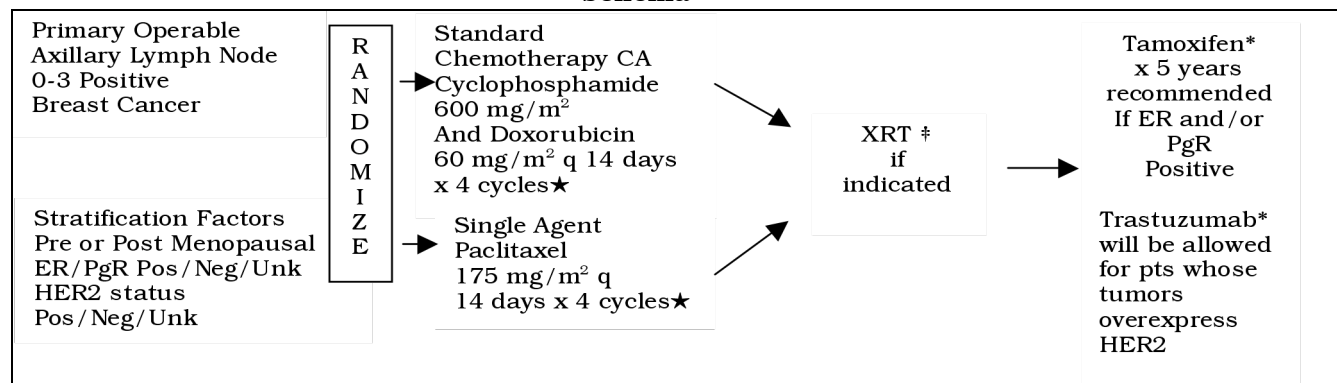 Schema
Primary Operable
Axillary Lymph Node
0-3 Positive
Breast Cancer
Stratification Factors
Pre or Post Menopausal
ER/PgR Pos/Neg/Unk
HER2 status
Pos/Neg/Unk
R
A
N
D
O
M
I
Z
E
Standard
Chemotherapy CA
Cyclophosphamide
600 mg/m²
And Doxorubicin
60 mg/m² q 14 days
x 4 cycles★
Single Agent
Paclitaxel
175 mg/m² q
14 days x 4 cycles★
XRT ‡
if
indicated
Tamoxifen*
x 5 years
recommended
If ER and/or
PgR
Positive
Trastuzumab*
will be allowed
for pts whose
tumors
overexpress
HER2